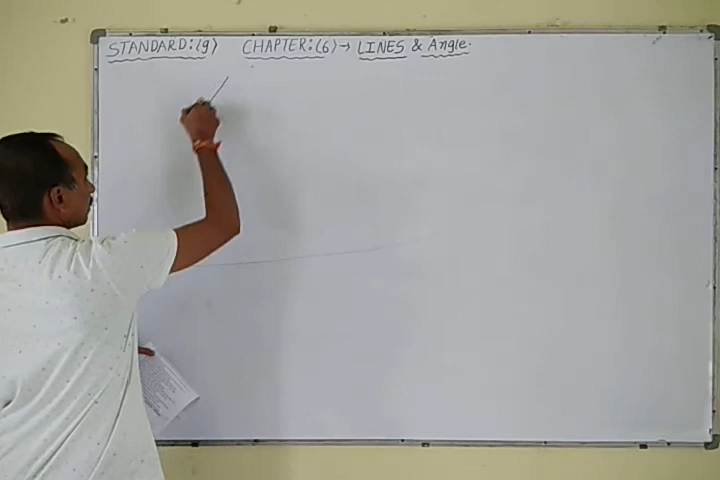 STANDARD:(9) CHAPTER:(6)→ LINES & Angle.